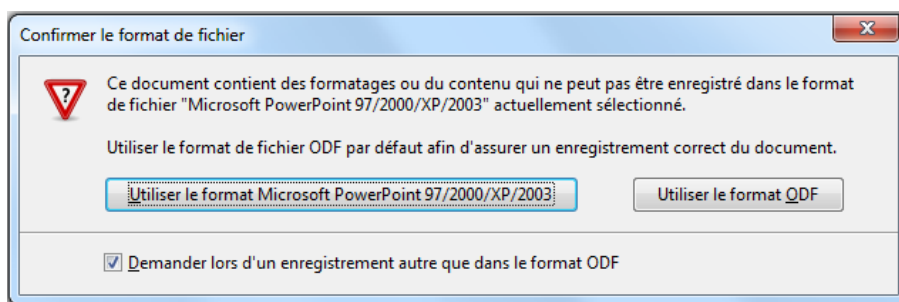 Confirmer le format de fichier
Ce document contient des formatages ou du contenu qui ne peut pas être enregistré dans le format
de fichier "Microsoft PowerPoint 97/2000/XP/2003" actuellement sélectionné.
Utiliser le format de fichier ODF par défaut afin d'assurer un enregistrement correct du document.
Utiliser le format Microsoft PowerPoint 97/2000/XP/2003
Utiliser le format ODF
Demander lors d'un enregistrement autre que dans le format ODF